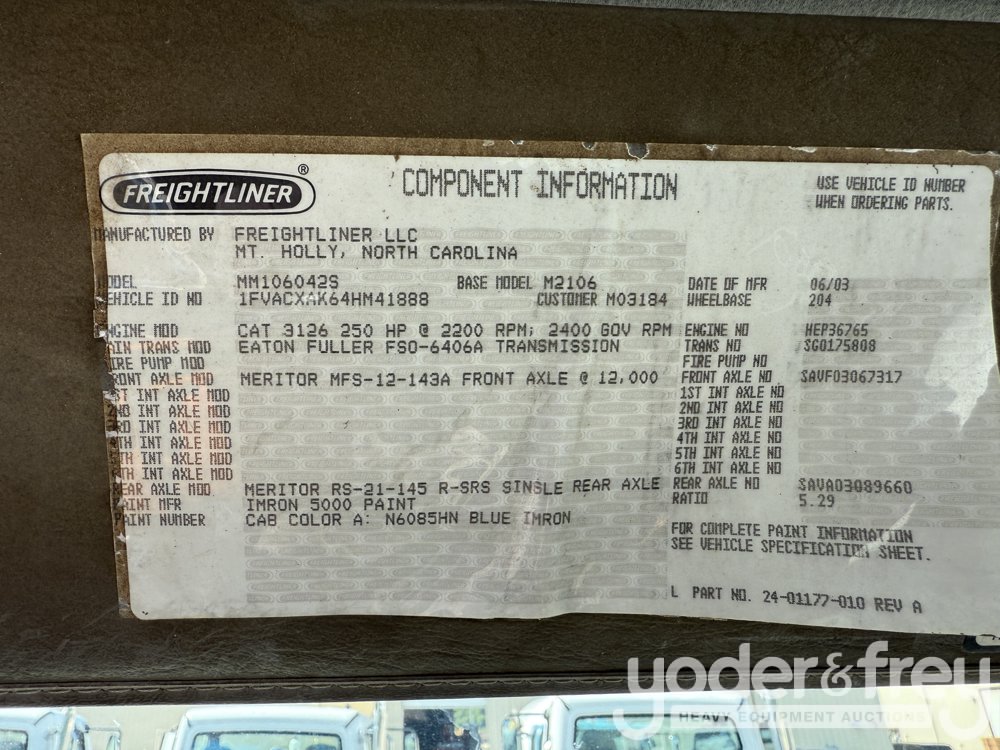 FREIGHTLINER ®
COMPONENT INFORMATION
USE VEHICLE ID NUMBER
WHEN ORDERING PARTS.
MANUFACTURED BY FREIGHTLINER LLC
MT. HOLLY, NORTH CAROLINA
ODEL MM106042S BASE MODEL M2106 DATE OF MFR 06/03
EHICLE ID NO 1FVACXAK64HM41888 CUSTOMER M03184 WHEELBASE 204
ENGINE MOD CAT 3126 250 HP @ 2200 RPM; 2400 GOV RPM ENGINE NO HEP36765
AIN TRANS MOD EATON FULLER FSO-6406A TRANSMISSION TRANS NO SG0175808
IRE PUMP MOD FIRE PUMP NO
RONT AXLE MOD MERITOR MFS-12-143A FRONT AXLE @ 12,000 FRONT AXLE NO SAVF03067317
1ST INT AXLE MOD 1ST INT AXLE NO
2ND INT AXLE MOD 2ND INT AXLE NO
3RD INT AXLE MOD 3RD INT AXLE NO
4TH INT AXLE MOD 4TH INT AXLE NO
5TH INT AXLE MOD 5TH INT AXLE NO
6TH INT AXLE MOD 6TH INT AXLE NO
REAR AXLE MOD MERITOR RS-21-145 R-SRS SINGLE REAR AXLE REAR AXLE NO SAVA03089660
PAINT MFR IMRON 5000 PAINT RATIO 5.29
PAINT NUMBER CAB COLOR A: N6085HN BLUE IMRON
FOR COMPLETE PAINT INFORMATION
SEE VEHICLE SPECIFICATION SHEET.
L PART NO. 24-01177-010 REV A
yoder&frey
HEAVY EQUIPMENT AUCTIONS